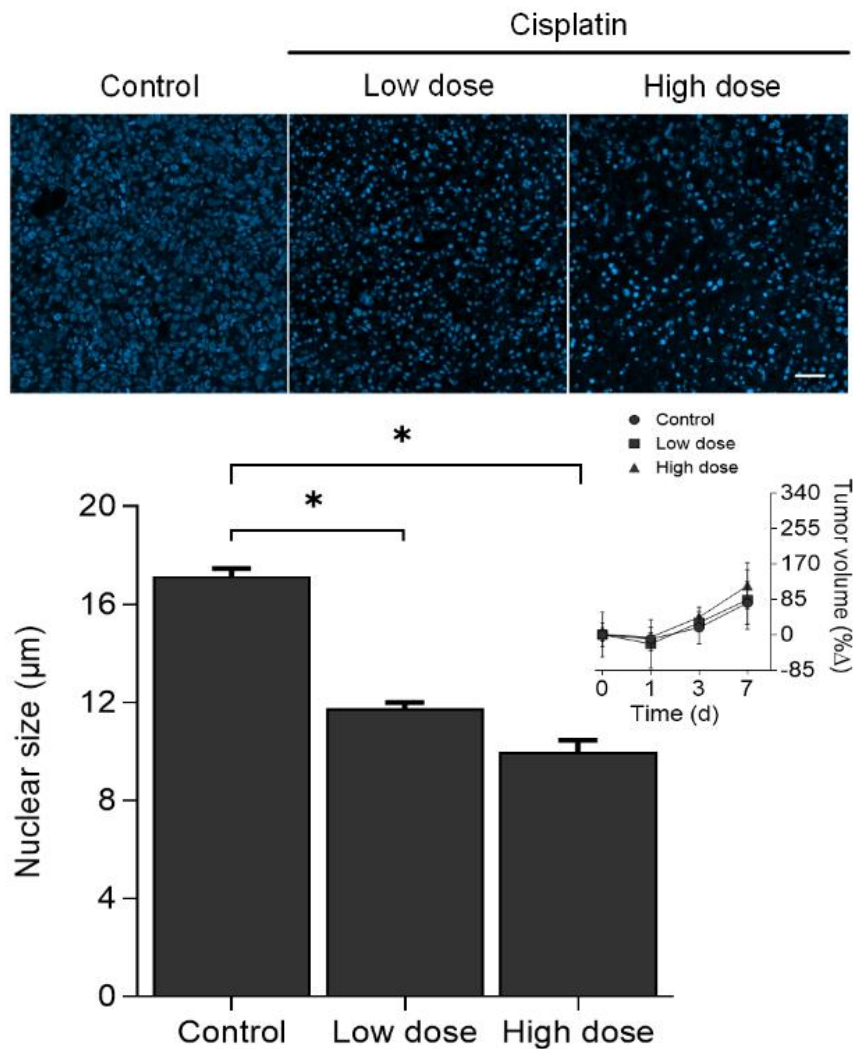 Cisplatin
Control Low dose High dose
*
*
Control
Low dose
High dose
Nuclear size (µm)
20
16
12
8
4
0
Control Low dose High dose
Tumor volume (%Δ)
340
255
170
85
0
-85
0 1 3 7
Time (d)